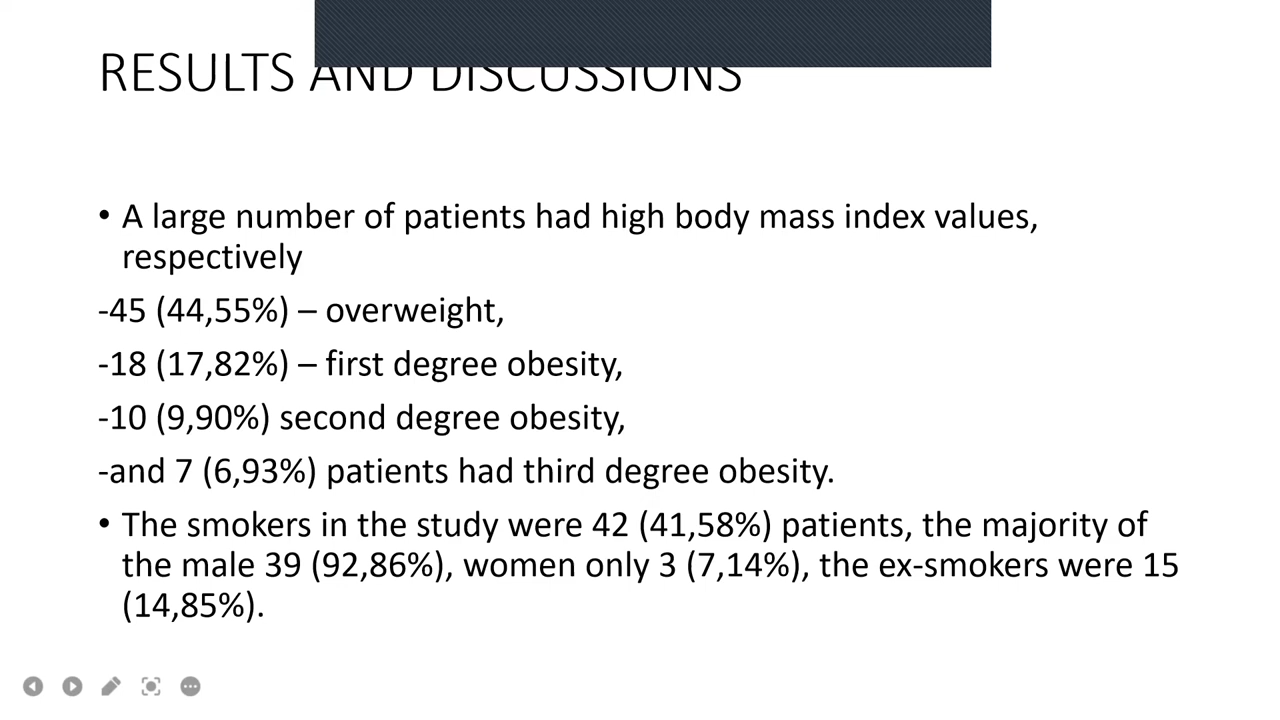 RESULTS AND DISCUSSIONS
• A large number of patients had high body mass index values,
respectively
-45 (44,55%) – overweight,
-18 (17,82%) – first degree obesity,
-10 (9,90%) second degree obesity,
-and 7 (6,93%) patients had third degree obesity.
• The smokers in the study were 42 (41,58%) patients, the majority of
the male 39 (92,86%), women only 3 (7,14%), the ex-smokers were 15
(14,85%).